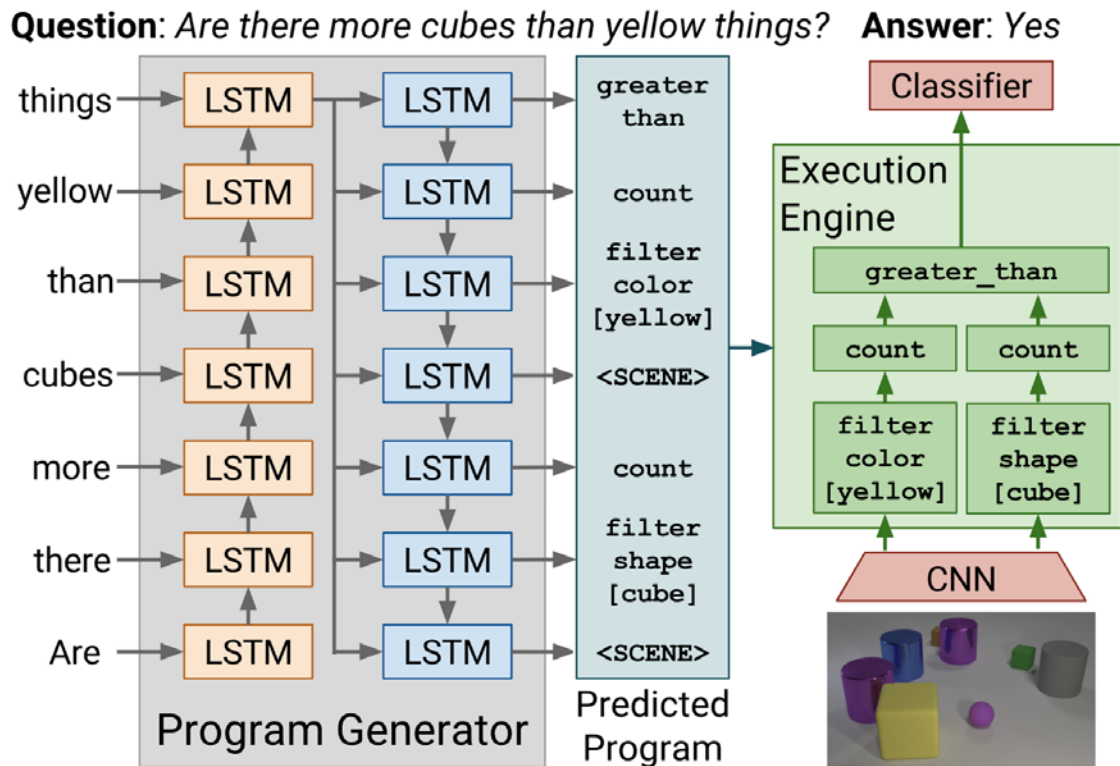 Question: Are there more cubes than yellow things? Answer: Yes
things
yellow
than
cubes
more
there
Are
LSTM
LSTM
LSTM
LSTM
LSTM
LSTM
LSTM
LSTM
LSTM
LSTM
LSTM
LSTM
LSTM
LSTM
Program Generator
greater
than
count
filter
color
[yellow]
<SCENE>
count
filter
shape
[cube]
<SCENE>
Predicted
Program
Classifier
Execution
Engine
greater_than
count
count
filter
color
[yellow]
filter
shape
[cube]
CNN